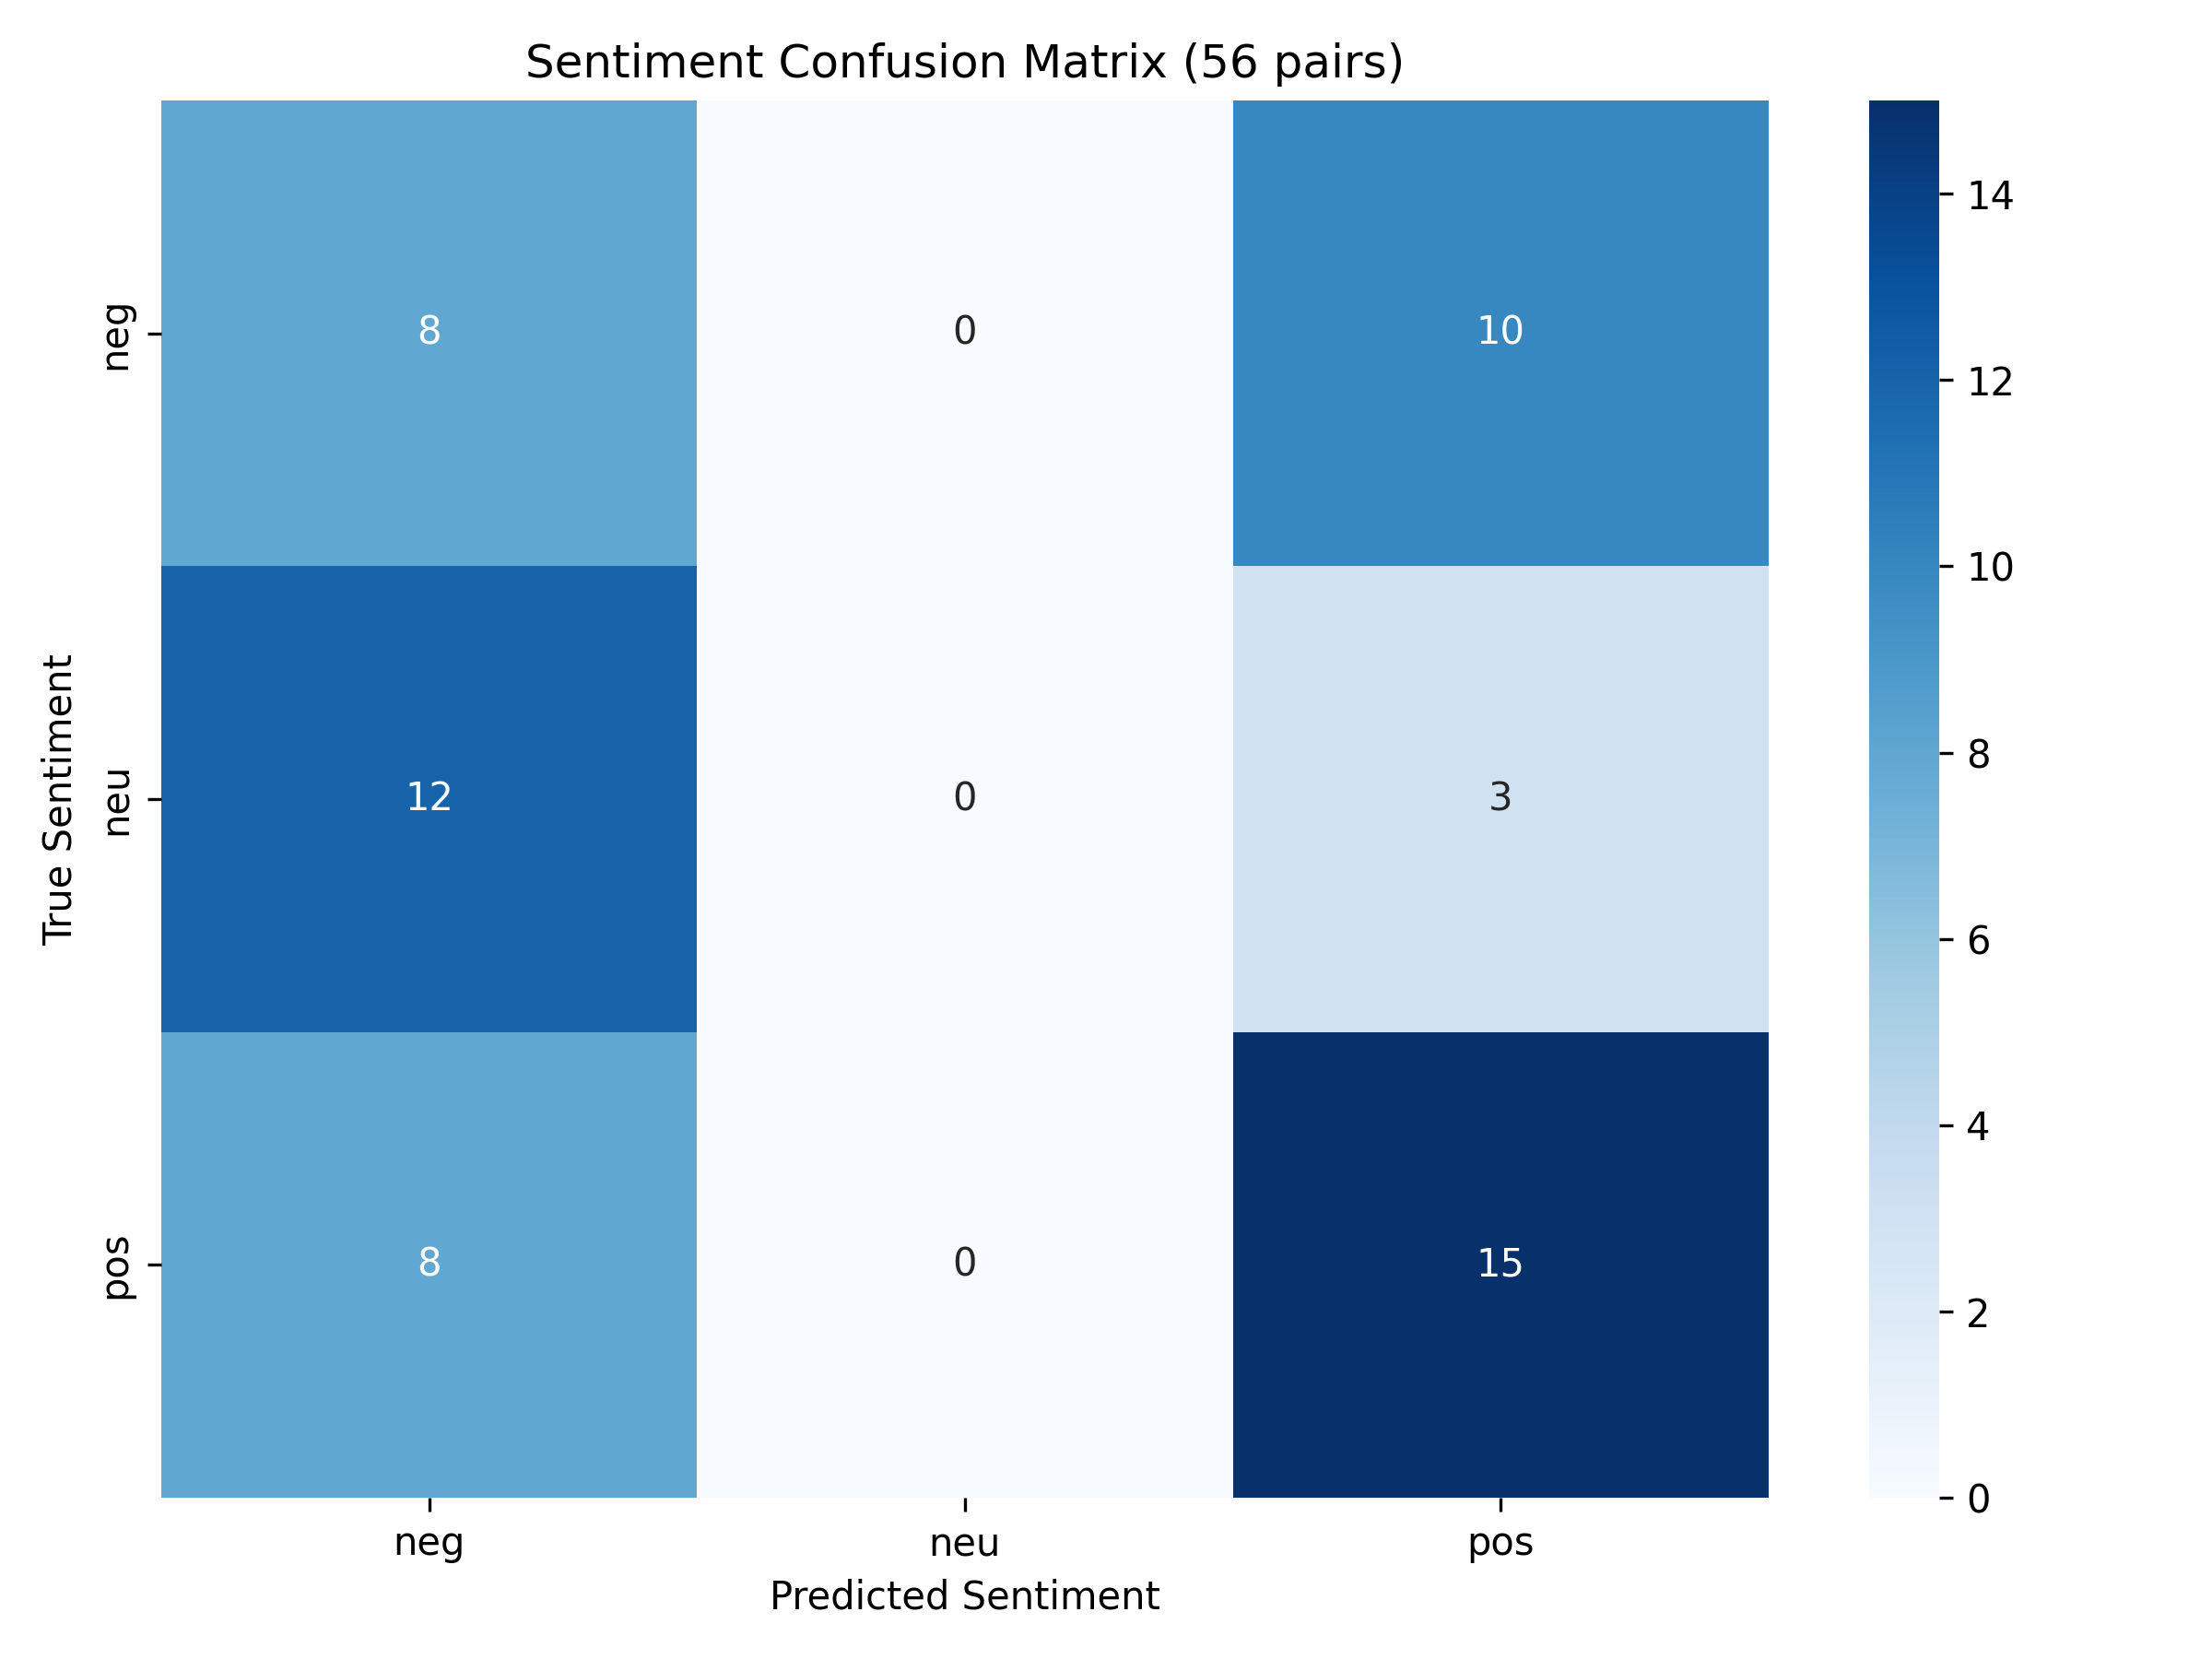 Sentiment Confusion Matrix (56 pairs)
True Sentiment
neg
8
0
10
neu
12
0
3
pos
8
0
15
neg
neu
pos
Predicted Sentiment
14
12
10
8
6
4
2
0